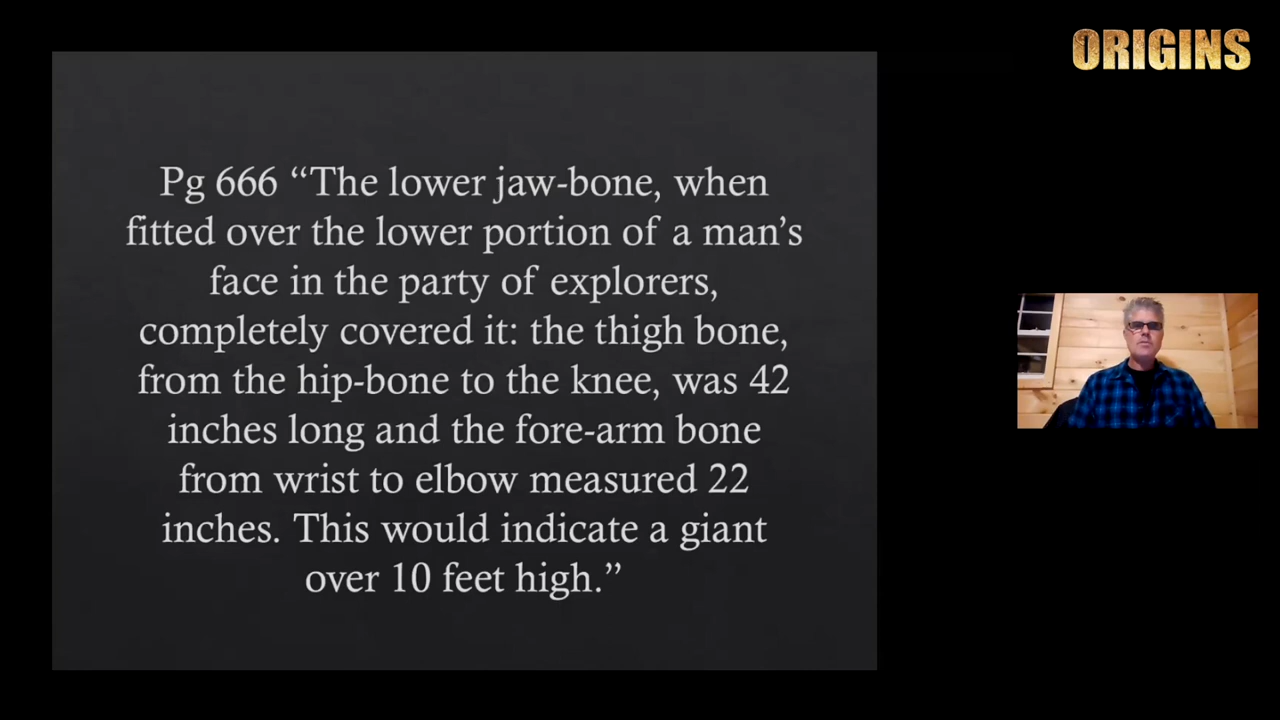 ORIGINS
Pg 666 “The lower jaw-bone, when
fitted over the lower portion of a man’s
face in the party of explorers,
completely covered it: the thigh bone,
from the hip-bone to the knee, was 42
inches long and the fore-arm bone
from wrist to elbow measured 22
inches. This would indicate a giant
over 10 feet high.”